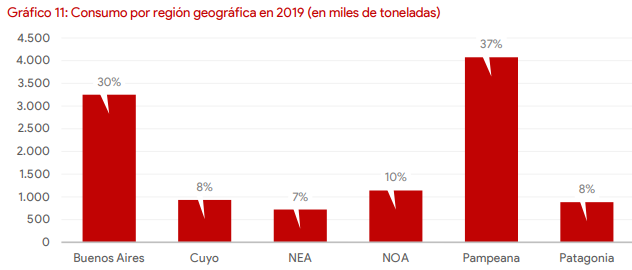 Gráfico 11: Consumo por región geográfica en 2019 (en miles de toneladas)
4.500
4.000
3.500
3.000
2.500
2.000
1.500
1.000
500
0
30%
8%
7%
10%
37%
8%
Buenos Aires
Cuyo
NEA
NOA
Pampeana
Patagonia